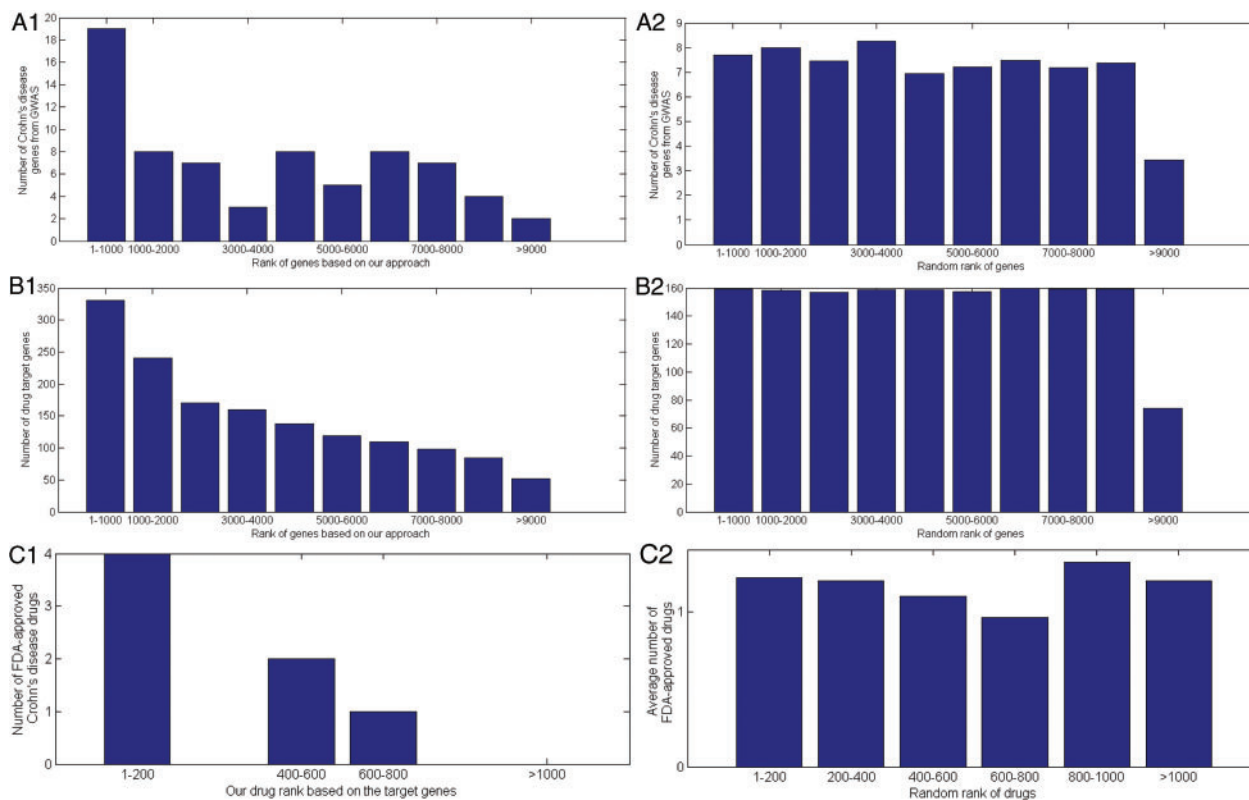 A1
20
18
16
14
12
10
8
6
4
2
0
Number of Crohn's disease
genes from GWAS
1-1000 1000-2000 3000-4000 5000-6000 7000-8000 >9000
Rank of genes based on our approach
A2
9
8
7
6
5
4
3
2
1
0
Number of Crohn's disease
genes from GWAS
1-1000 1000-2000 3000-4000 5000-6000 7000-8000 >9000
Random rank of genes
B1
350
300
250
200
150
100
50
0
Number of drug target genes
1-1000 1000-2000 3000-4000 5000-6000 7000-8000 >9000
Rank of genes based on our approach
B2
160
140
120
100
80
60
40
20
0
Number of drug target genes
1-1000 1000-2000 3000-4000 5000-6000 7000-8000 >9000
Random rank of genes
C1
4
3
2
1
0
Number of FDA-approved
Crohn's disease drugs
1-200 400-600 600-800 >1000
Our drug rank based on the target genes
C2
1
0
Average number of
FDA-approved drugs
1-200 200-400 400-600 600-800 800-1000 >1000
Random rank of drugs